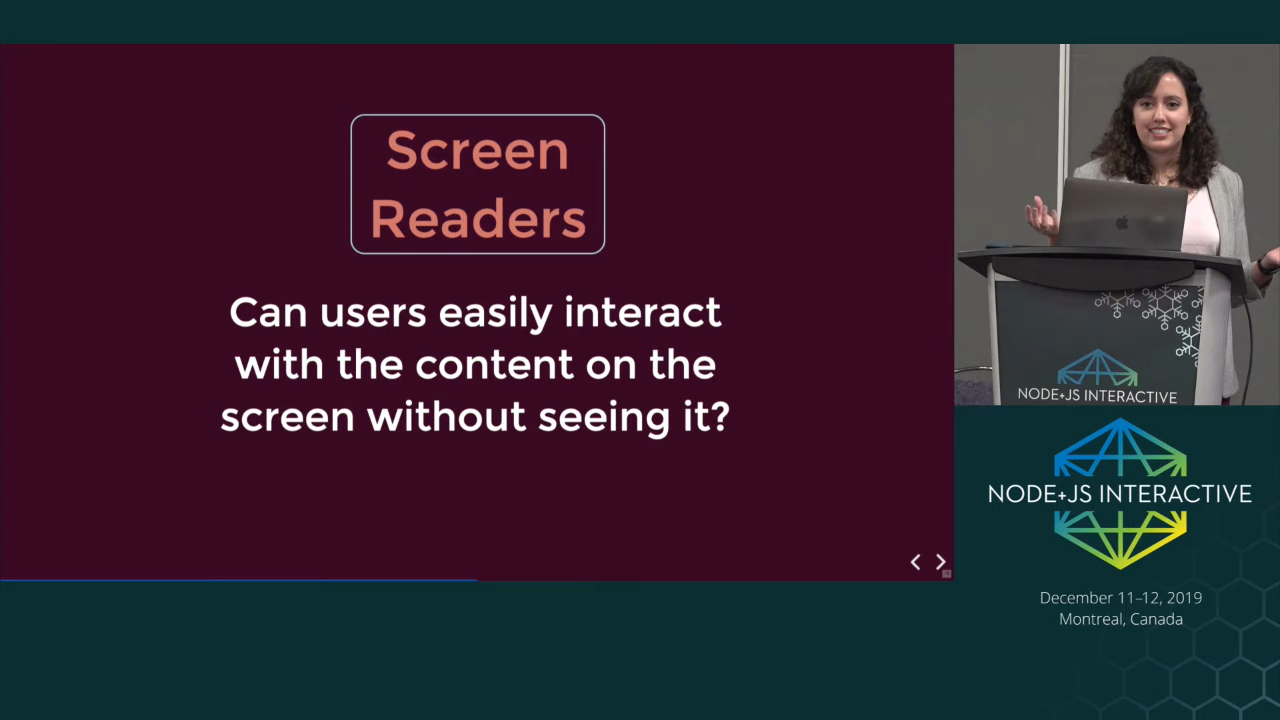 Screen
Readers
Can users easily interact
with the content on the
screen without seeing it?
NODE+JS INTERACTIVE
NODE+JS INTERACTIVE
December 11–12, 2019
Montreal, Canada